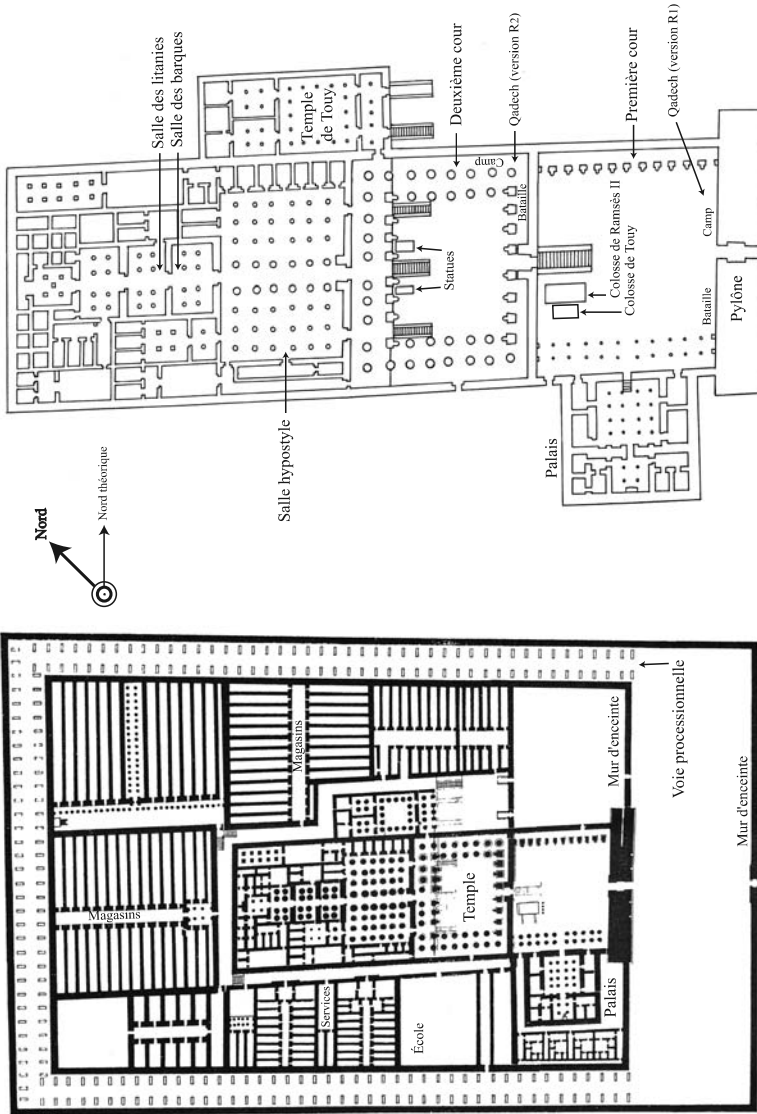 Salle des litanies
Salle des barques
Temple
de Touy
Deuxième cour
Qadech (version R2)
Camp
Bataille
Statues
Salle hypostyle
Première cour
Qadech (version R1)
Colosse de Ramsès II
Colosse de Touy
Camp
Bataille
Pylône
Palais
Nord
Nord théorique
Magasins
Magasins
Mur d'enceinte
Voie processionnelle
Mur d'enceinte
Temple
Services
École
Palais